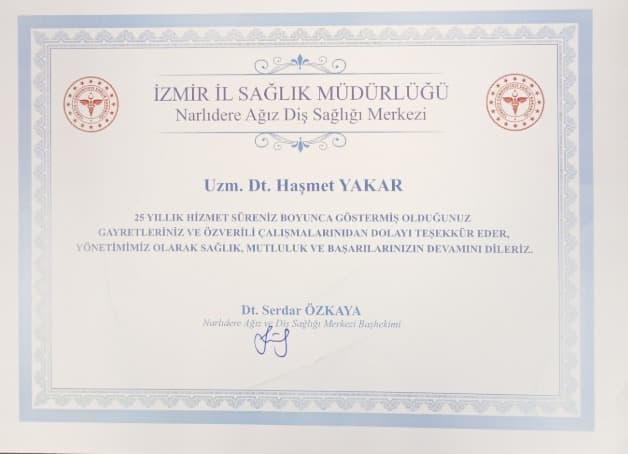 İZMİR İL SAĞLIK MÜDÜRLÜĞÜ
Narlıdere Ağız Diş Sağlığı Merkezi
Uzm. Dt. Haşmet YAKAR
25 YILLIK HİZMET SÜRENİZ BOYUNCA GÖSTERMİŞ OLDUĞUNUZ
GAYRETLERİNİZ VE ÖZVERİLİ ÇALIŞMALARINIDAN DOLAYI TEŞEKKÜR EDER,
YÖNETİMİMİZ OLARAK SAĞLIK, MUTLULUK VE BAŞARILARINIZIN DEVAMINI DİLERİZ.
Dt. Serdar ÖZKAYA
Narlıdere Ağız ve Diş Sağlığı Merkezi Başhekimi